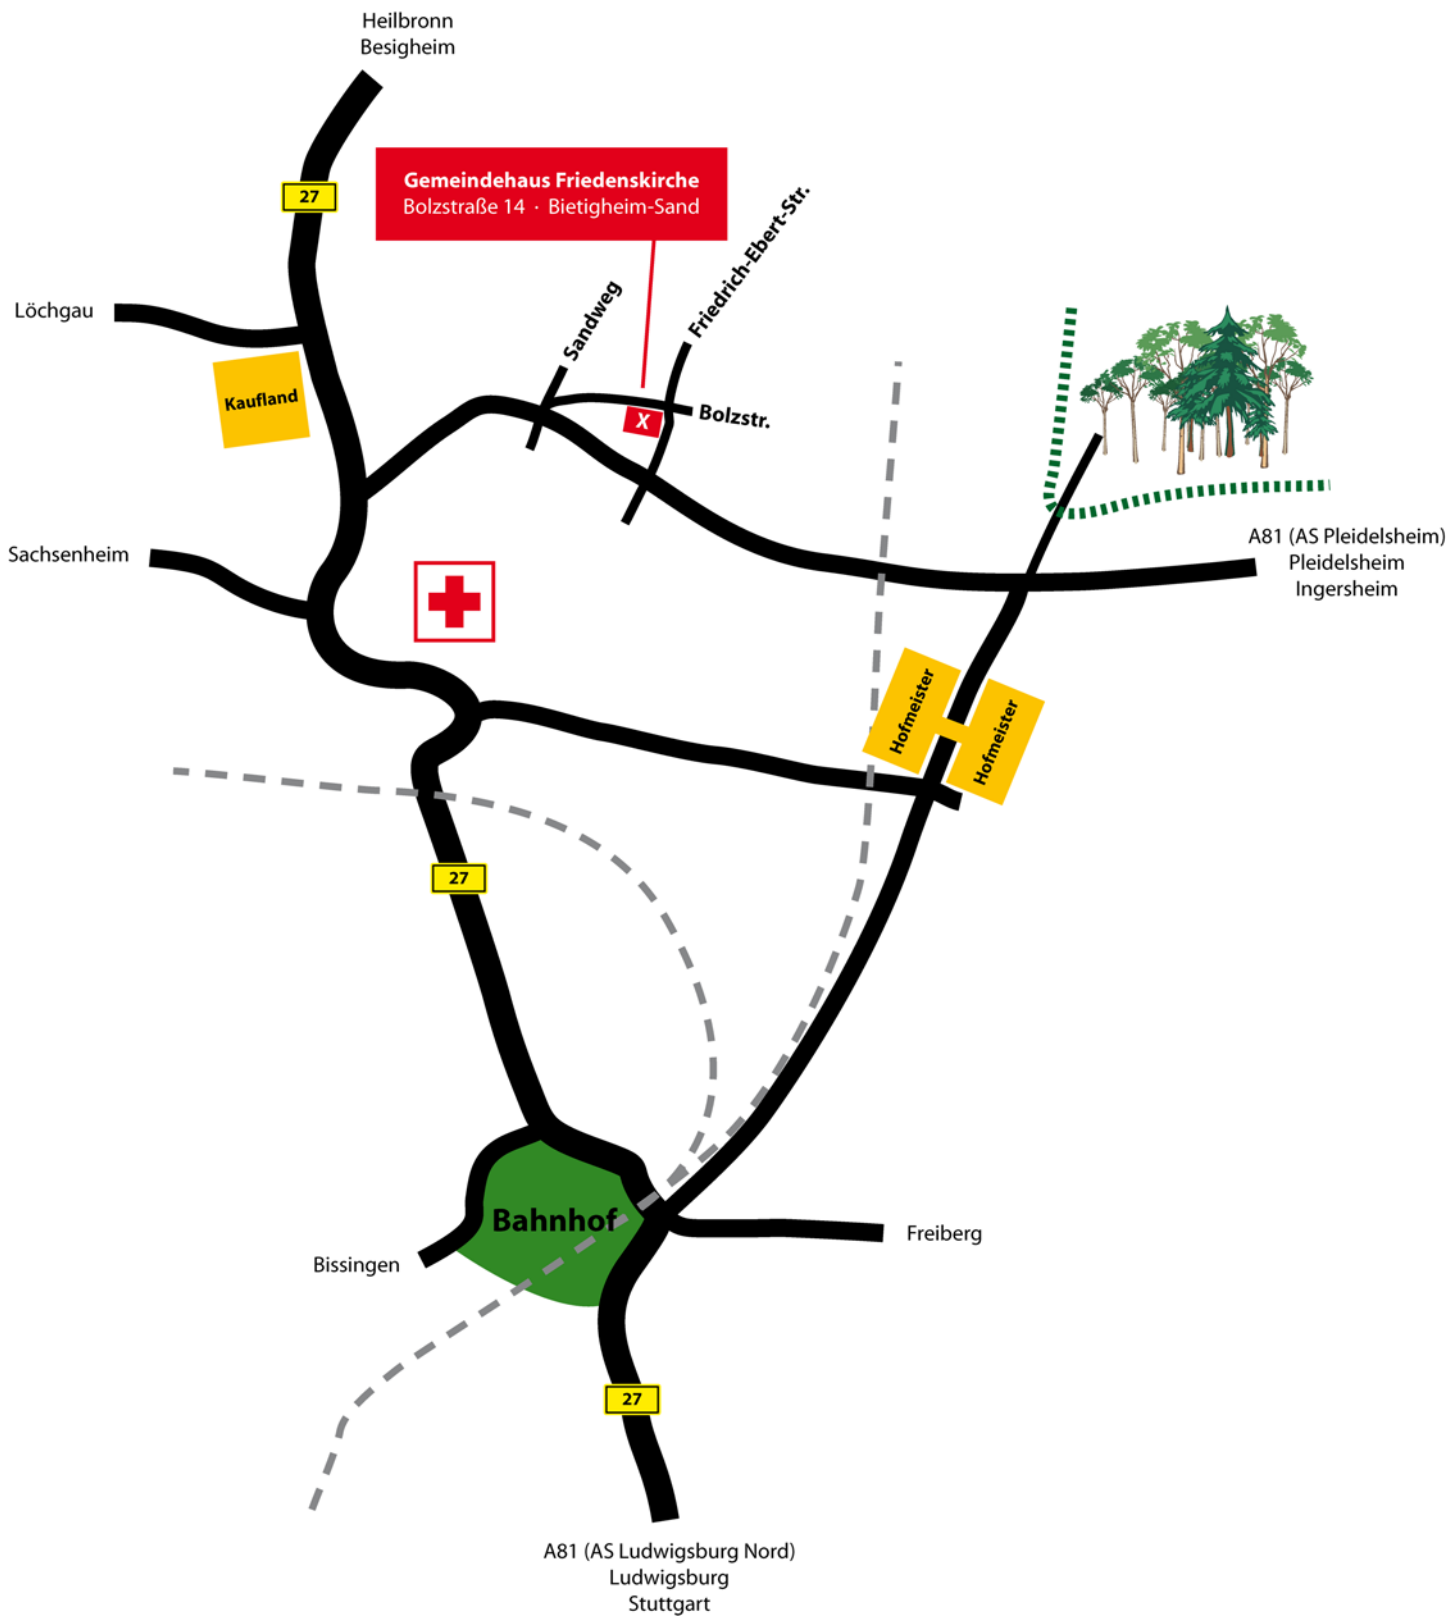 Heilbronn
Besigheim
27
Gemeindehaus Friedenskirche
Bolzstraße 14 · Bietigheim-Sand
Friedrich-Ebert-Str.
Sandweg
Löchgau
Kaufland
X
Bolzstr.
Sachsenheim
A81 (AS Pleidelsheim)
Pleidelsheim
Ingersheim
Hofmeister
Hofmeister
27
Bahnhof
Bissingen
Freiberg
27
A81 (AS Ludwigsburg Nord)
Ludwigsburg
Stuttgart